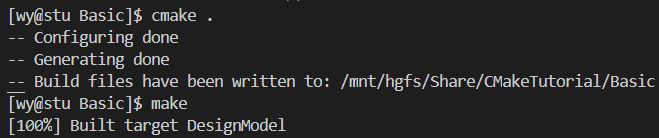 [wy@stu Basic]$ cmake .
-- Configuring done
-- Generating done
-- Build files have been written to: /mnt/hgfs/Share/CMakeTutorial/Basic
[wy@stu Basic]$ make
[100%] Built target DesignModel